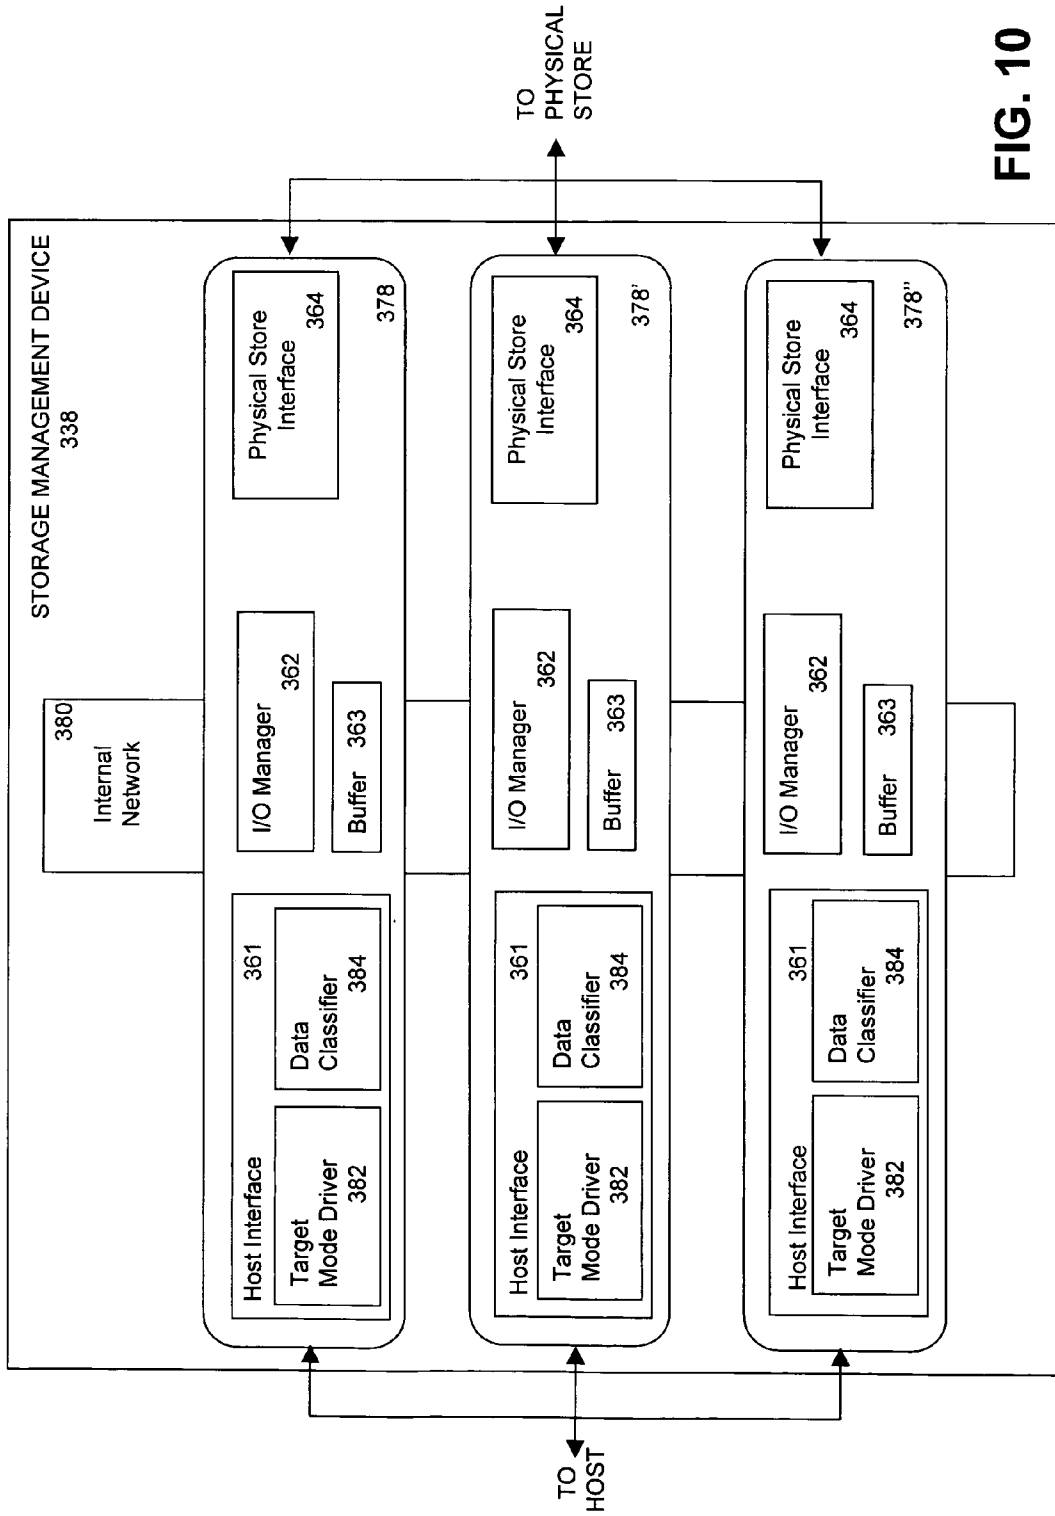 STORAGE MANAGEMENT DEVICE
338
380
Internal
Network
Host Interface
361
Target
Mode Driver
382
Data
Classifier
384
I/O Manager
362
Buffer 363
Physical Store
Interface
364
378
Host Interface
361
Target
Mode Driver
382
Data
Classifier
384
I/O Manager
362
Buffer 363
Physical Store
Interface
364
378'
Host Interface
361
Target
Mode Driver
382
Data
Classifier
384
I/O Manager
362
Buffer 363
Physical Store
Interface
364
378"
TO
HOST
TO
PHYSICAL
STORE
FIG. 10